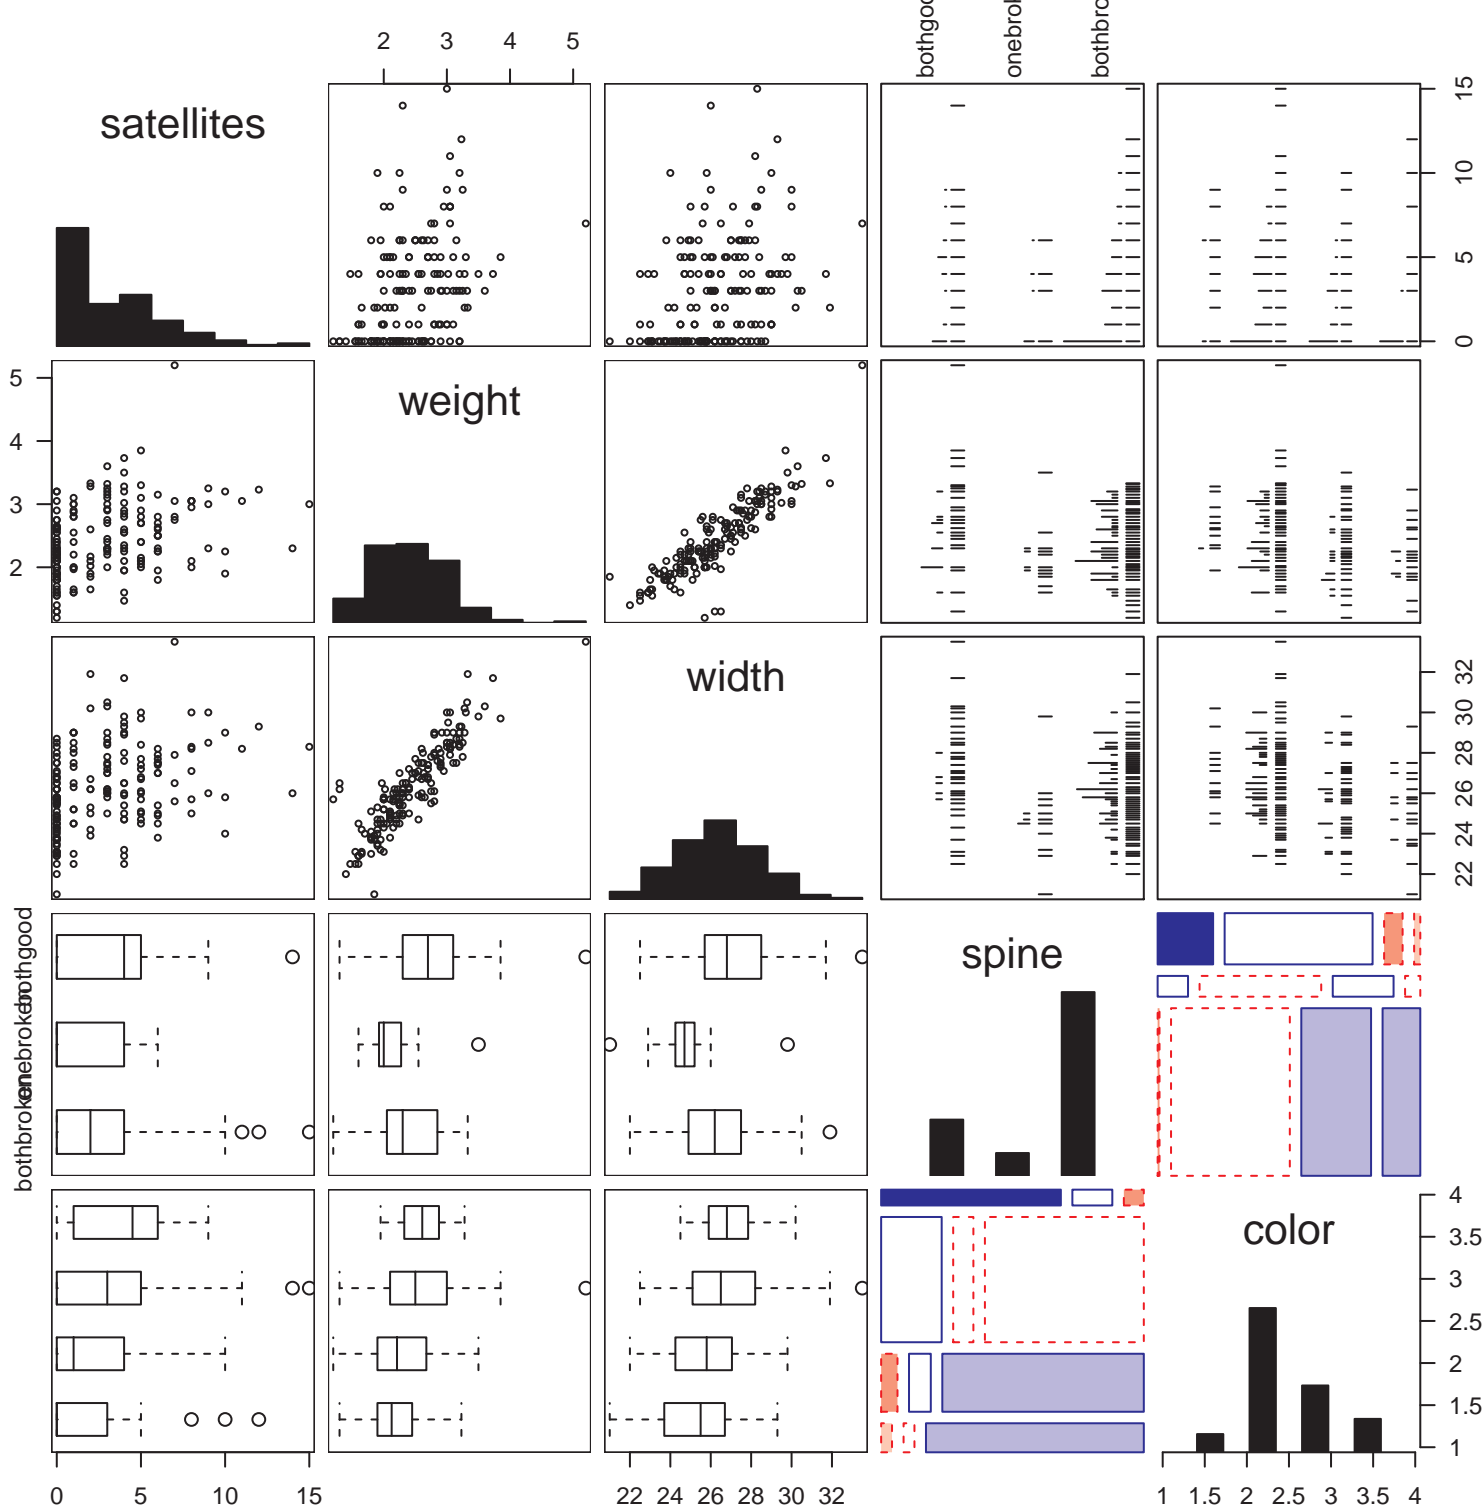 bothgoo
onebrok
bothbro
2 3 4 5
satellites
0 5 10 15
weight
2 3 4 5
width
22 24 26 28 30 32
spine
bothbroken onebroken bothgood
color
1 1.5 2 2.5 3 3.5 4
0 5 15
22 24 26 28 30 32
1 1.5 2 2.5 3 3.5 4